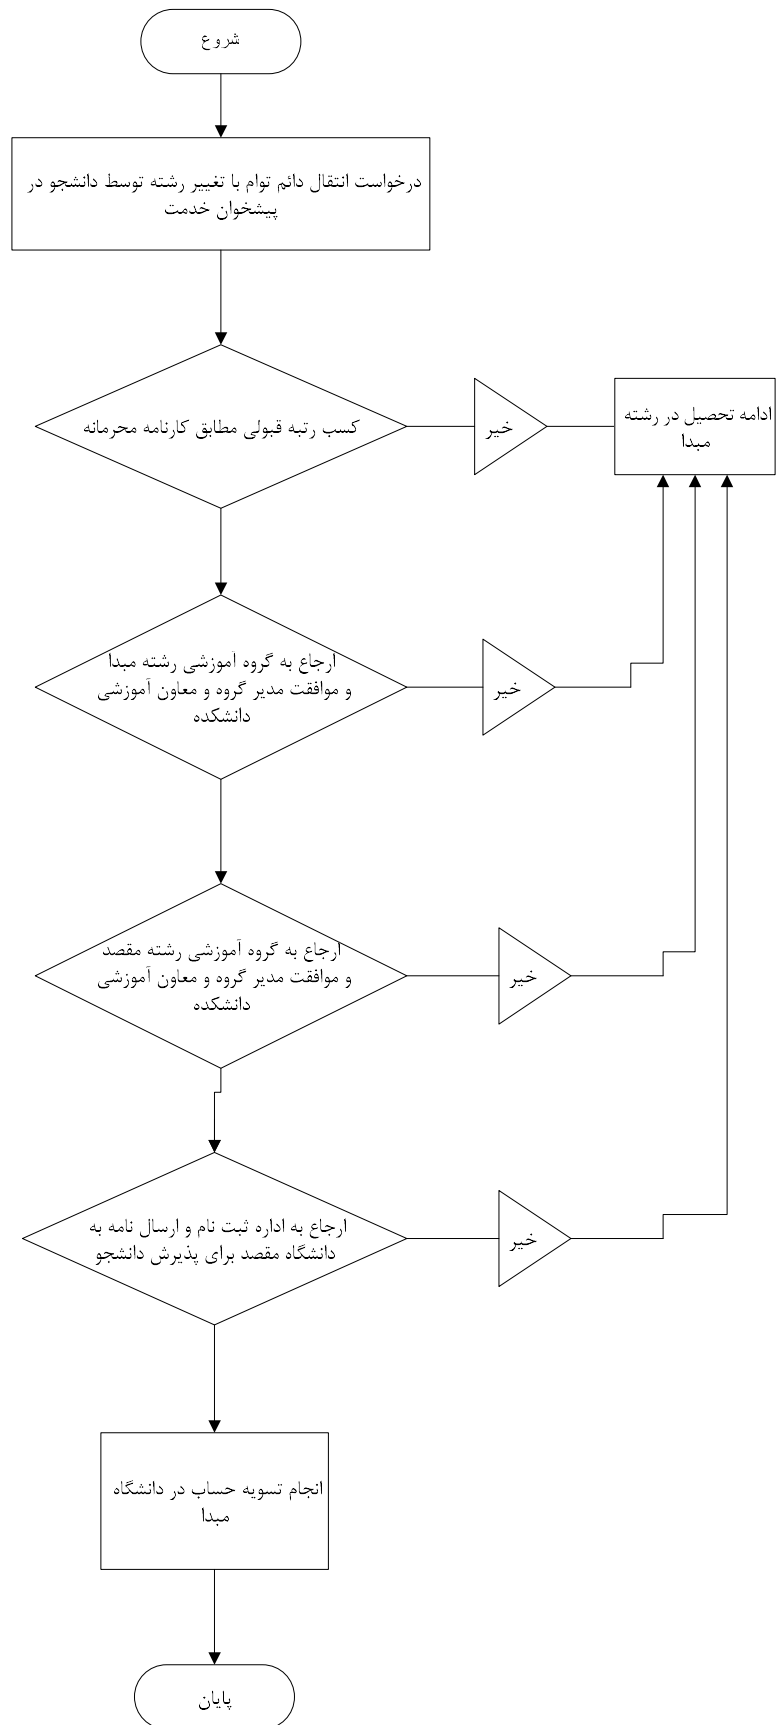 شروع
درخواست انتقال دائم توام با تغییر رشته توسط دانشجو در
پیشخوان خدمت
کسب رتبه قبولی مطابق کارنامه محرمانه
خیر
ادامه تحصیل در رشته
مبدا
ارجاع به گروه آموزشی رشته مبدا
و موافقت مدیر گروه و معاون آموزشی
دانشکده
خیر
ارجاع به گروه آموزشی رشته مقصد
و موافقت مدیر گروه و معاون آموزشی
دانشکده
خیر
ارجاع به اداره ثبت نام و ارسال نامه به
دانشگاه مقصد برای پذیرش دانشجو
خیر
انجام تسویه حساب در دانشگاه
مبدا
پایان